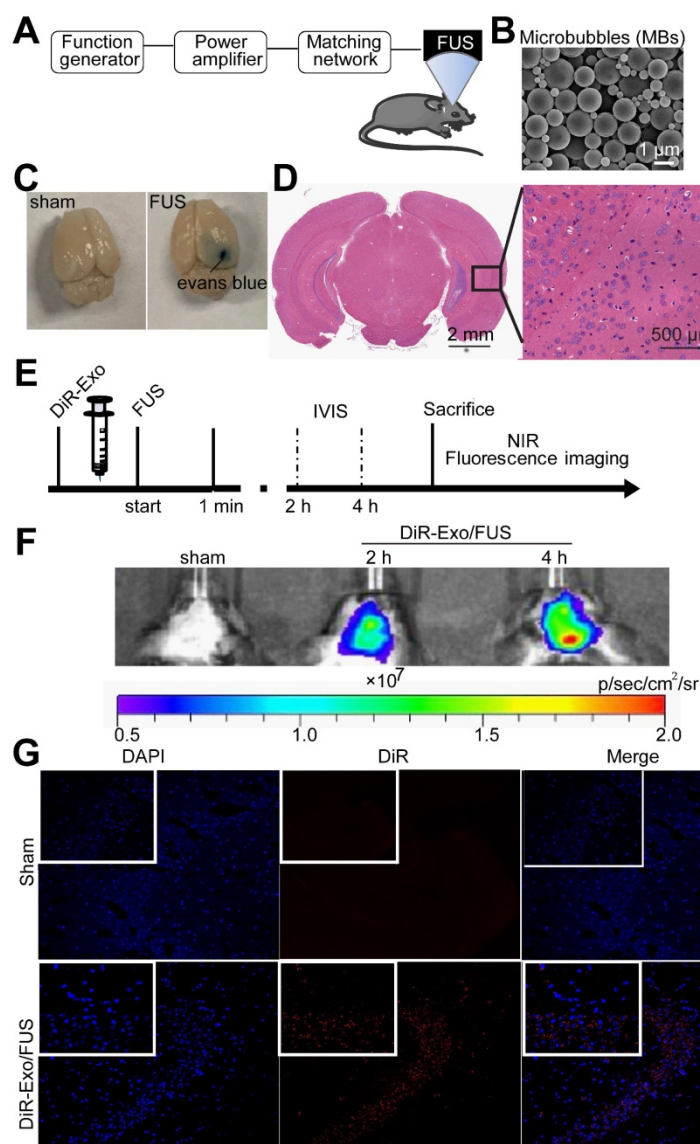 A
Function
generator
Power
amplifier
Matching
network
FUS
B
Microbubbles (MBs)
1 μm
C
sham
FUS
evans blue
D
2 mm
500 μm
E
DiR-Exo
FUS
IVIS
Sacrifice
NIR
Fluorescence imaging
start
1 min
2 h
4 h
F
DiR-Exo/FUS
sham
2 h
4 h
×10⁷
p/sec/cm²/sr
0.5
1.0
1.5
2.0
G
DAPI
DiR
Merge
Sham
DiR-Exo/FUS